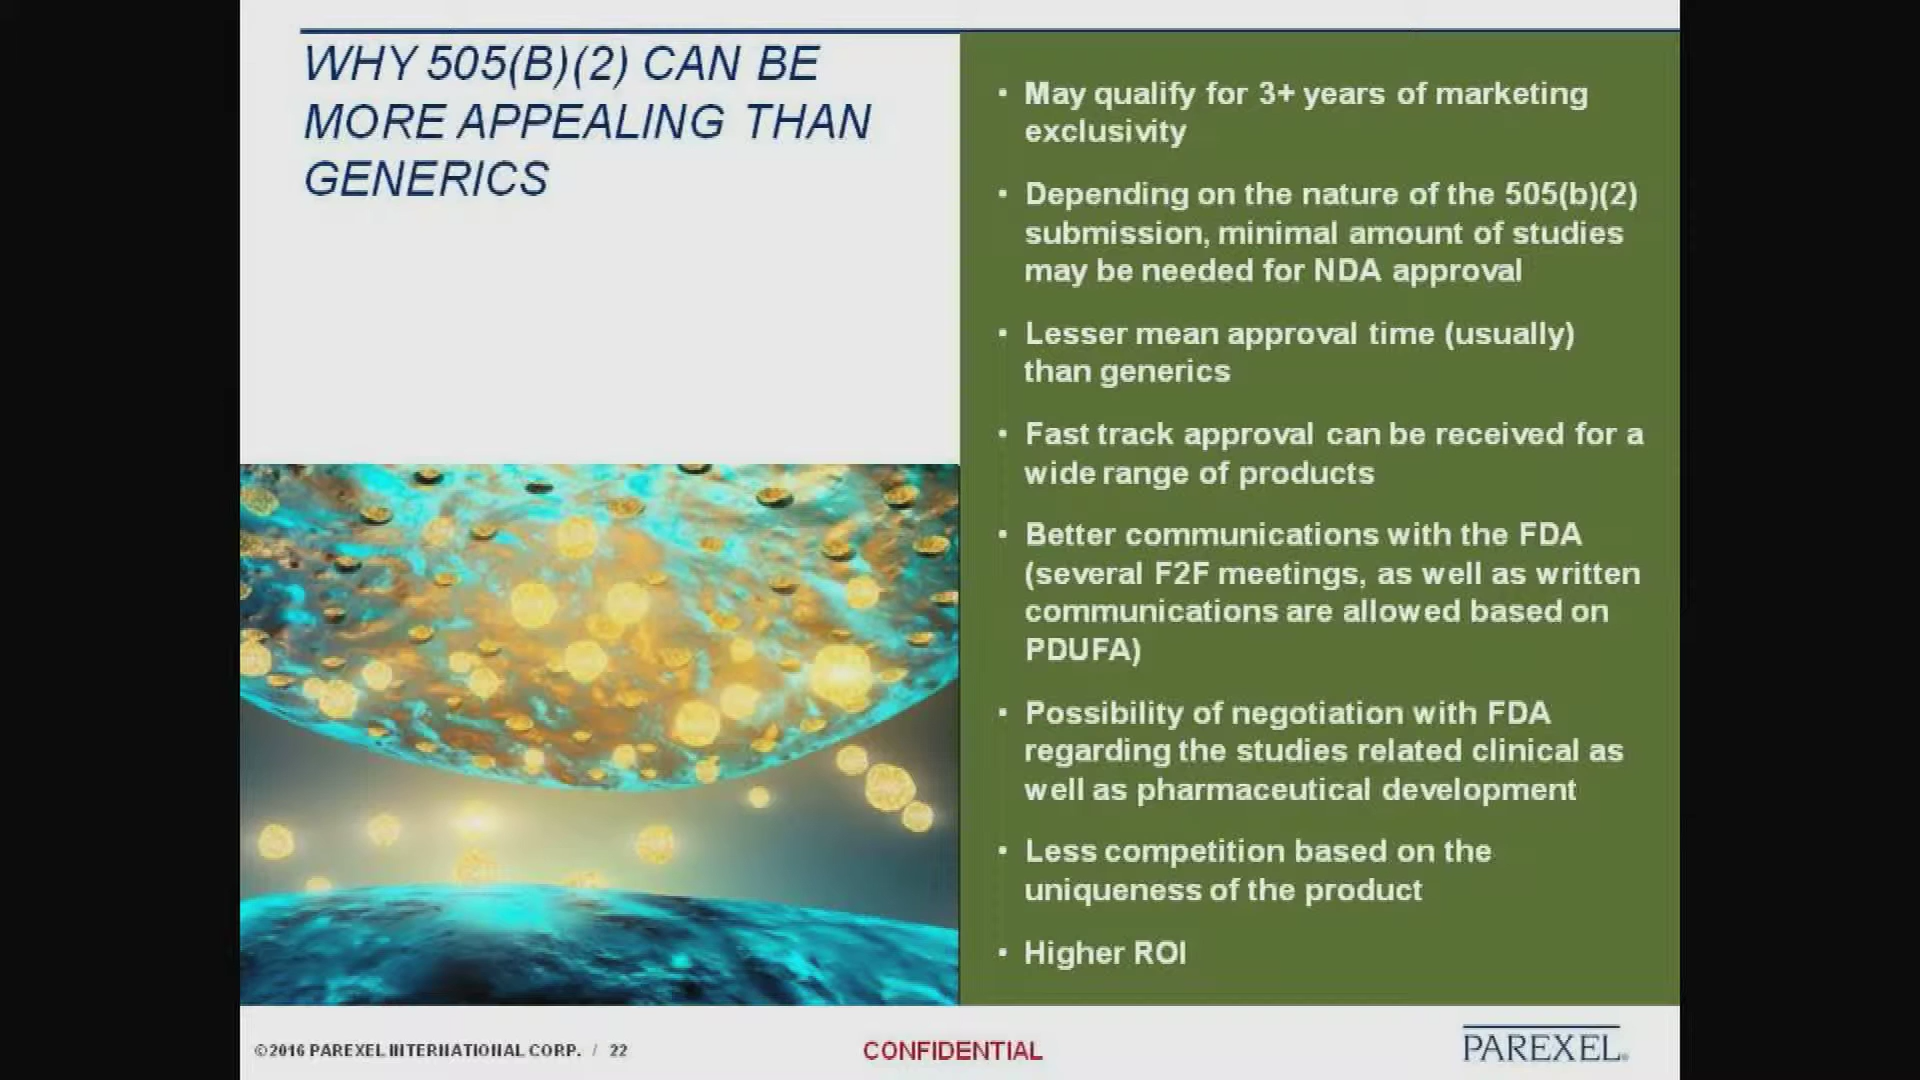 WHY 505(B)(2) CAN BE
MORE APPEALING THAN
GENERICS
· May qualify for 3+ years of marketing
exclusivity
· Depending on the nature of the 505(b)(2)
submission, minimal amount of studies
may be needed for NDA approval
· Lesser mean approval time (usually)
than generics
· Fast track approval can be received for a
wide range of products
· Better communications with the FDA
(several F2F meetings, as well as written
communications are allowed based on
PDUFA)
· Possibility of negotiation with FDA
regarding the studies related clinical as
well as pharmaceutical development
· Less competition based on the
uniqueness of the product
· Higher ROI
©2016 PAREXEL INTERNATIONAL CORP. / 22
CONFIDENTIAL
PAREXEL®